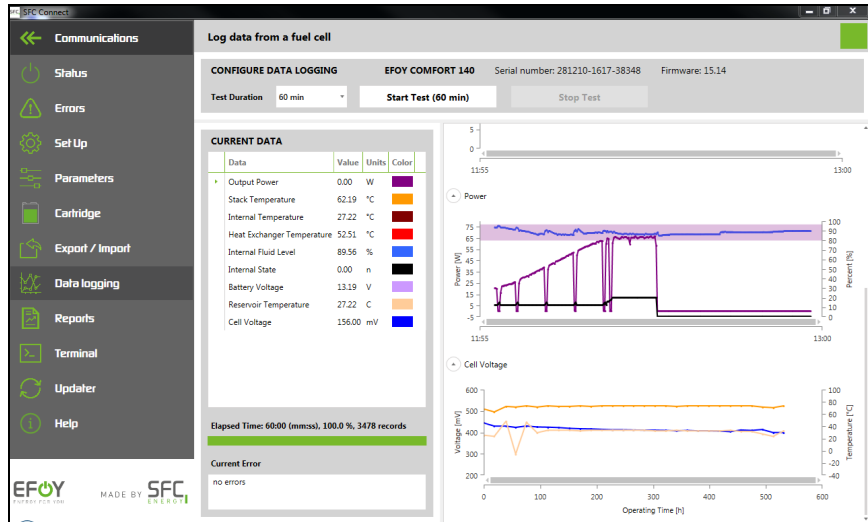 SFC Connect
Communications
Status
Errors
Set Up
Parameters
Cartridge
Export / Import
Data logging
Reports
Terminal
Updater
Help
EFOY
MADE BY SFC
ENERGY
Log data from a fuel cell
CONFIGURE DATA LOGGING EFOY COMFORT 140 Serial number: 281210-1617-38348 Firmware: 15.14
Test Duration 60 min Start Test (60 min) Stop Test
CURRENT DATA
Data Value Units Color
Output Power 0.00 W
Stack Temperature 62.19 °C
Internal Temperature 27.22 °C
Heat Exchanger Temperature 52.51 °C
Internal Fluid Level 89.56 %
Internal State 0.00 n
Battery Voltage 13.19 V
Reservoir Temperature 27.22 C
Cell Voltage 156.00 mV
Elapsed Time: 60:00 (mm:ss), 100.0 %, 3478 records
Current Error
no errors
5
0
11:55 13:00
Power
Power [W]
75
65
55
45
35
25
15
5
-5
100
90
80
70
60
50
40
30
20
10
0
Percent [%]
11:55 13:00
Cell Voltage
Voltage [mV]
600
500
400
300
200
100
80
60
40
20
0
-20
-40
Temperature [°C]
0 100 200 300 400 500 600
Operating Time [h]